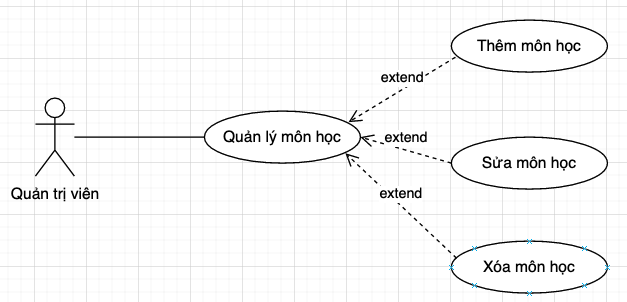 Thêm môn học
extend
Quản lý môn học
extend
Sửa môn học
Quản trị viên
extend
Xóa môn học